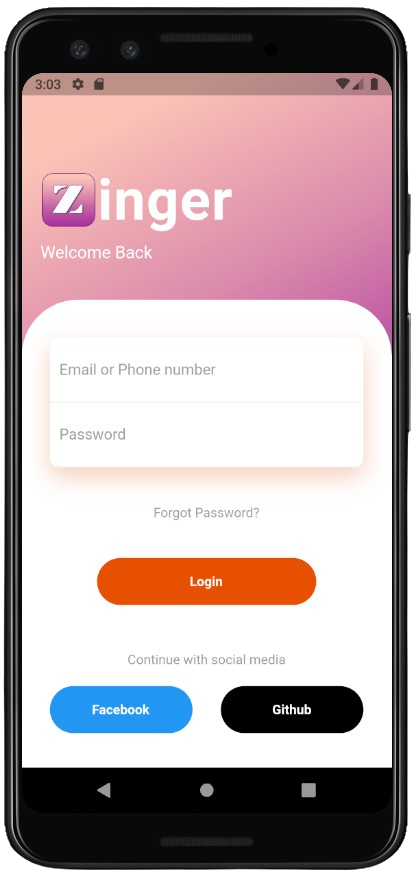 3:03
Zinger
Welcome Back
Email or Phone number
Password
Forgot Password?
Login
Continue with social media
Facebook
Github